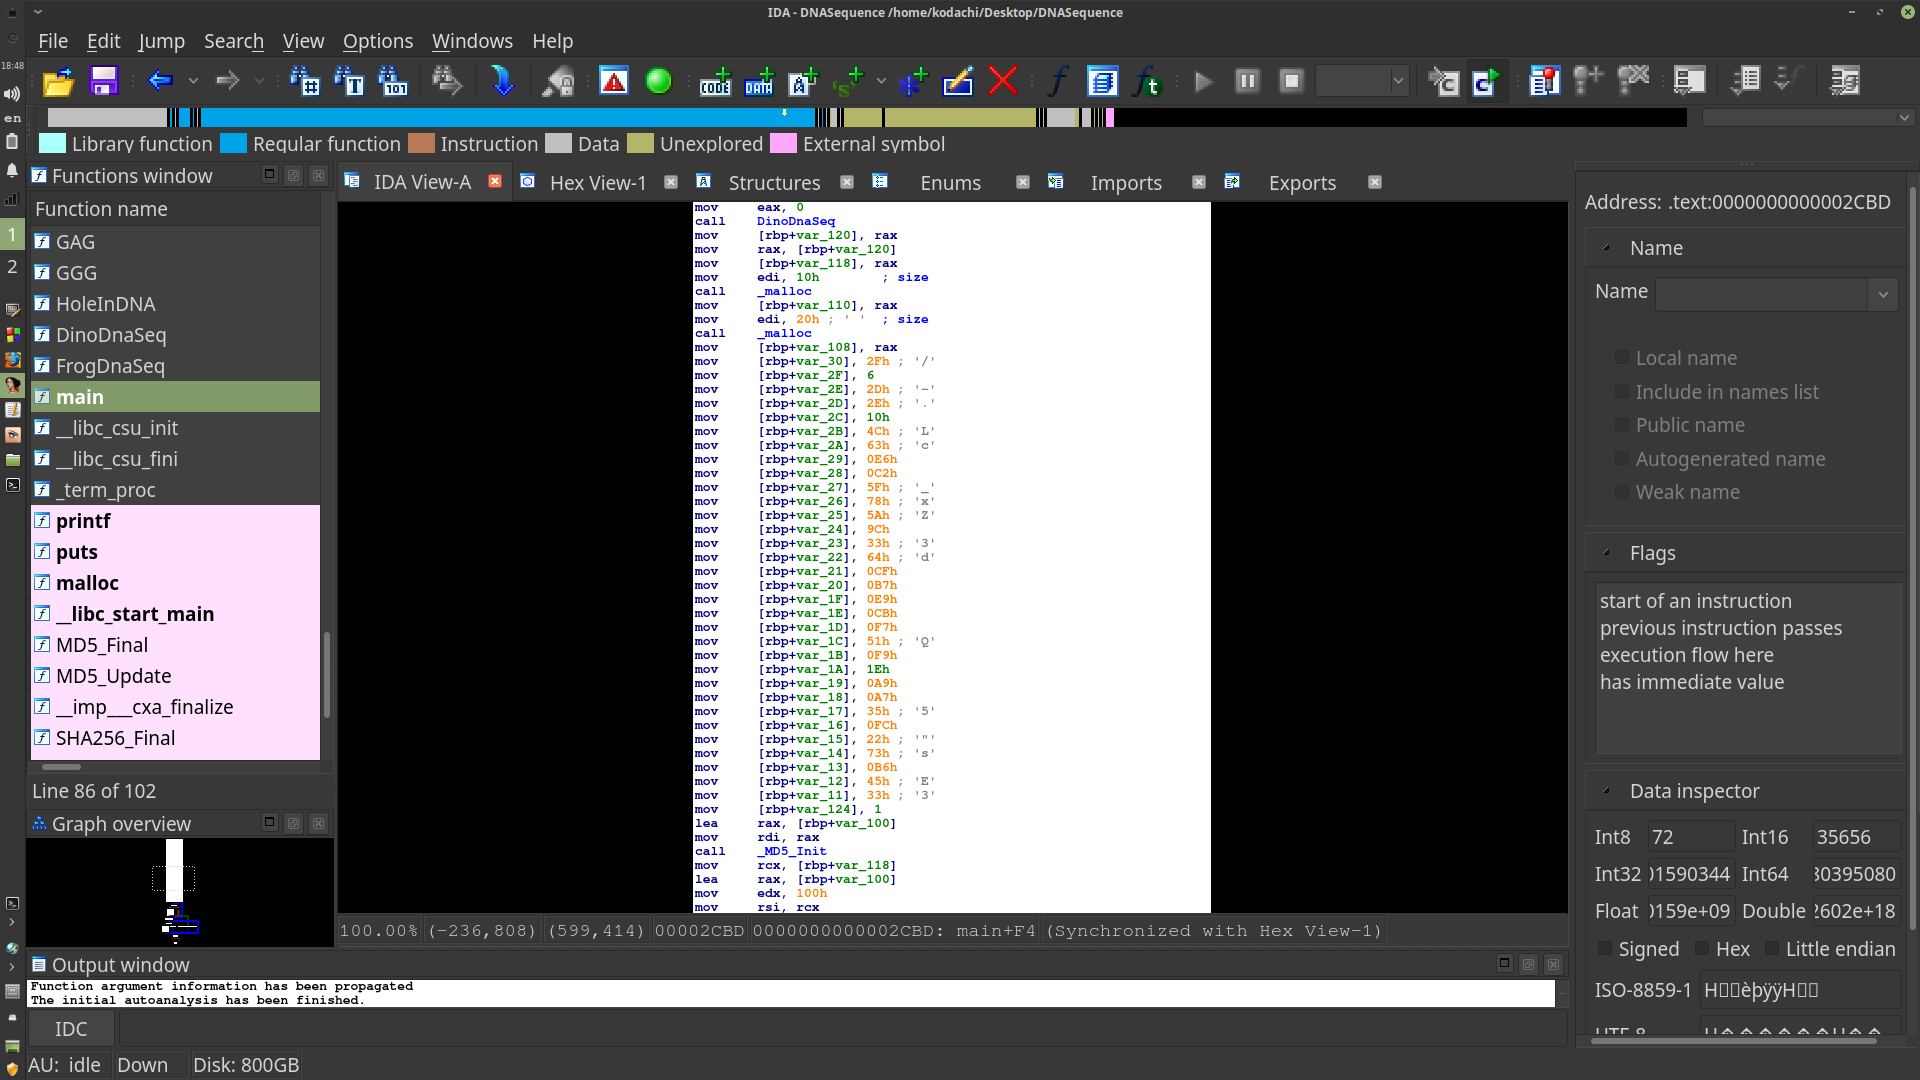 IDA - DNASequence /home/kodachi/Desktop/DNASequence
File Edit Jump Search View Options Windows Help
18:48
en
1
2
Library function Regular function Instruction Data Unexplored External symbol
Functions window
Function name
GAG
GGG
HoleInDNA
DinoDnaSeq
FrogDnaSeq
main
__libc_csu_init
__libc_csu_fini
_term_proc
printf
puts
malloc
__libc_start_main
MD5_Final
MD5_Update
__imp___cxa_finalize
SHA256_Final
Line 86 of 102
Graph overview
IDA View-A Hex View-1 Structures Enums Imports Exports
mov eax, 0
call DinoDnaSeq
mov [rbp+var_120], rax
mov rax, [rbp+var_120]
mov [rbp+var_118], rax
mov edi, 10h ; size
call _malloc
mov [rbp+var_110], rax
mov edi, 20h ; ' ' ; size
call _malloc
mov [rbp+var_108], rax
mov [rbp+var_30], 2Fh ; '/'
mov [rbp+var_2F], 6
mov [rbp+var_2E], 2Dh ; '-'
mov [rbp+var_2D], 2Eh ; '.'
mov [rbp+var_2C], 10h
mov [rbp+var_2B], 4Ch ; 'L'
mov [rbp+var_2A], 63h ; 'c'
mov [rbp+var_29], 0E6h
mov [rbp+var_28], 0C2h
mov [rbp+var_27], 5Fh ; '_'
mov [rbp+var_26], 78h ; 'x'
mov [rbp+var_25], 5Ah ; 'Z'
mov [rbp+var_24], 9Ch
mov [rbp+var_23], 33h ; '3'
mov [rbp+var_22], 64h ; 'd'
mov [rbp+var_21], 0CFh
mov [rbp+var_20], 0B7h
mov [rbp+var_1F], 0E9h
mov [rbp+var_1E], 0CBh
mov [rbp+var_1D], 0F7h
mov [rbp+var_1C], 51h ; 'Q'
mov [rbp+var_1B], 0F9h
mov [rbp+var_1A], 1Eh
mov [rbp+var_19], 0A9h
mov [rbp+var_18], 0A7h
mov [rbp+var_17], 35h ; '5'
mov [rbp+var_16], 0FCh
mov [rbp+var_15], 22h ; '"'
mov [rbp+var_14], 73h ; 's'
mov [rbp+var_13], 0B6h
mov [rbp+var_12], 45h ; 'E'
mov [rbp+var_11], 33h ; '3'
mov [rbp+var_124], 1
lea rax, [rbp+var_100]
mov rdi, rax
call _MD5_Init
mov rcx, [rbp+var_118]
lea rax, [rbp+var_100]
mov edx, 100h
mov rsi, rcx
100.00% (-236,808) (599,414) 00002CBD 0000000000002CBD: main+F4 (Synchronized with Hex View-1)
Output window
Function argument information has been propagated
The initial autoanalysis has been finished.
IDC
AU: idle Down Disk: 800GB
Address: .text:0000000000002CBD
Name
Name
Local name
Include in names list
Public name
Autogenerated name
Weak name
Flags
start of an instruction
previous instruction passes
execution flow here
has immediate value
Data inspector
Int8 72 Int16 35656
Int32 01590344 Int64 30395080
Float 0159e+09 Double 2602e+18
Signed Hex Little endian
ISO-8859-1 H èþÿÿH
UTF-8